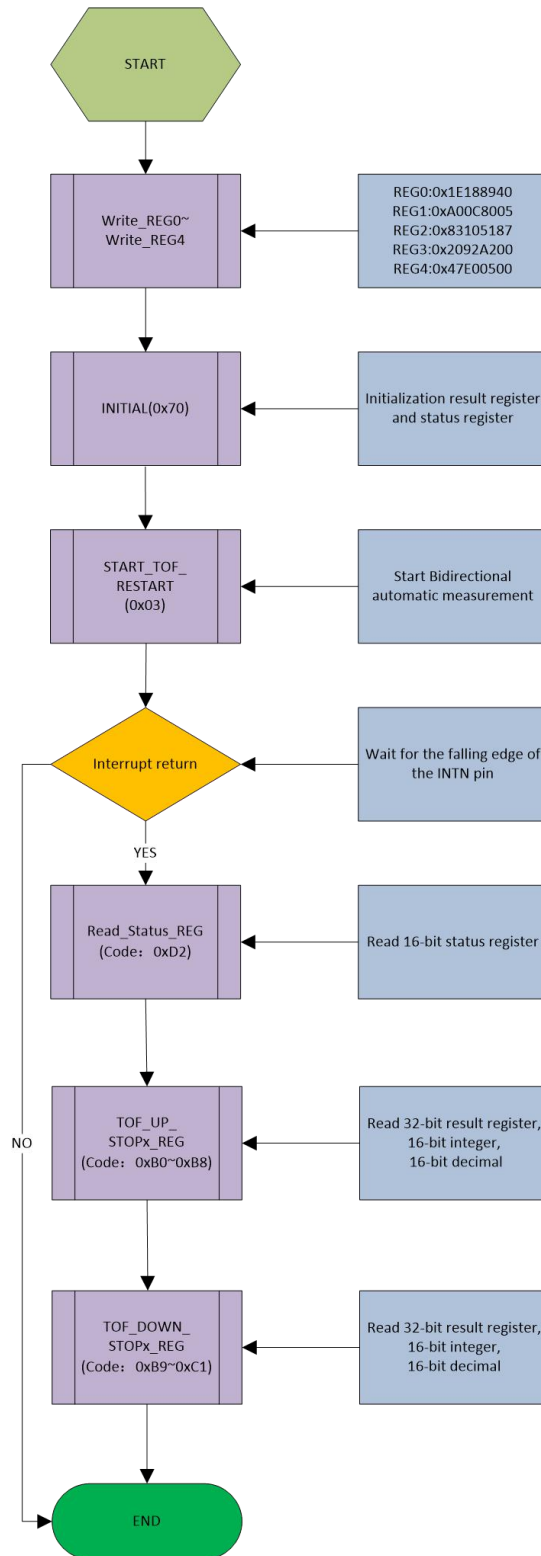 START
Write_REG0~
Write_REG4
REG0:0x1E188940
REG1:0xA00C8005
REG2:0x83105187
REG3:0x2092A200
REG4:0x47E00500
INITIAL(0x70)
Initialization result register
and status register
START_TOF_
RESTART
(0x03)
Start Bidirectional
automatic measurement
Interrupt return
Wait for the falling edge of
the INTN pin
YES
Read_Status_REG
(Code：0xD2)
Read 16-bit status register
TOF_UP_
STOPx_REG
(Code：0xB0~0xB8)
Read 32-bit result register,
16-bit integer,
16-bit decimal
NO
TOF_DOWN_
STOPx_REG
(Code：0xB9~0xC1)
Read 32-bit result register,
16-bit integer,
16-bit decimal
END